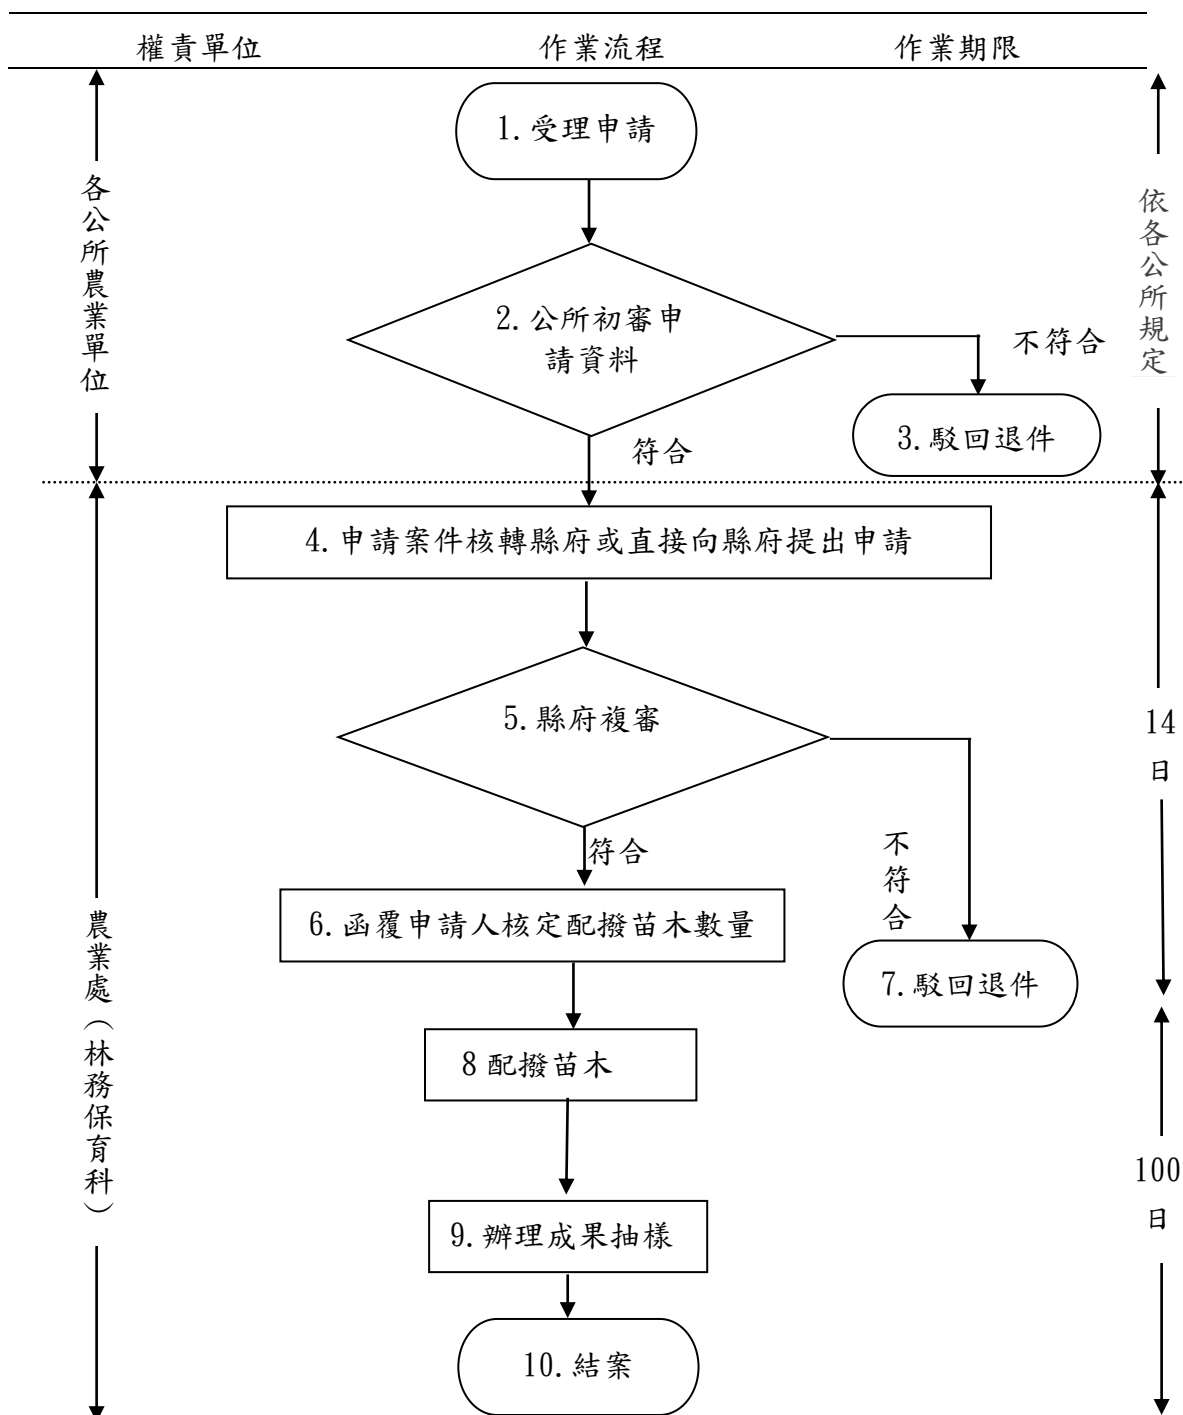 權責單位 作業流程 作業期限
各公所農業單位
1.受理申請
依各公所規定
2.公所初審申
請資料
不符合
3.駁回退件
符合
4.申請案件核轉縣府或直接向縣府提出申請
5.縣府複審
14
日
符合
不符合
6.函覆申請人核定配撥苗木數量
7.駁回退件
農業處（林務保育科）
8 配撥苗木
100
日
9.辦理成果抽樣
10.結案